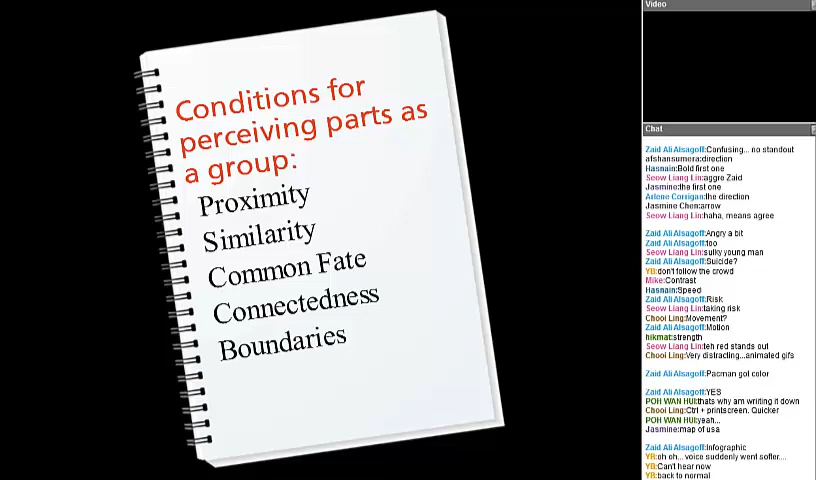 Conditions for
perceiving parts as
a group:
Proximity
Similarity
Common Fate
Connectedness
Boundaries
Video
Chat
Zaid Ali Alsagoff:Confusing... no standout
afshansumera:direction
Hasnain:Bold first one
Seow Liang Lin:aggre Zaid
Jasmine:the first one
Arlene Corrigan:the direction
Jasmine Chen:arrow
Seow Liang Lin:haha, means agree
Zaid Ali Alsagoff:Angry a bit
Zaid Ali Alsagoff:too
Seow Liang Lin:sulky young man
Zaid Ali Alsagoff:Suicide?
YB:don't follow the crowd
Mike:Contrast
Hasnain:Speed
Zaid Ali Alsagoff:Risk
Seow Liang Lin:taking risk
Chooi Ling:Movement?
Zaid Ali Alsagoff:Motion
hikmat:strength
Seow Liang Lin:teh red stands out
Chooi Ling:Very distracling...animated gifs
Zaid Ali Alsagoff:Pacman got color
Zaid Ali Alsagoff:YES
POH WAN HUI:thats why am wriiting it down
Chooi Ling:Ctrl + printscreen. Quicker
POH WAN HUI:yeah...
Jasmine:map of usa
Zaid Ali Alsagoff:Infographic
YB:oh oh... voice suddenly went softer....
YB:Can't hear now
YB:back to normal